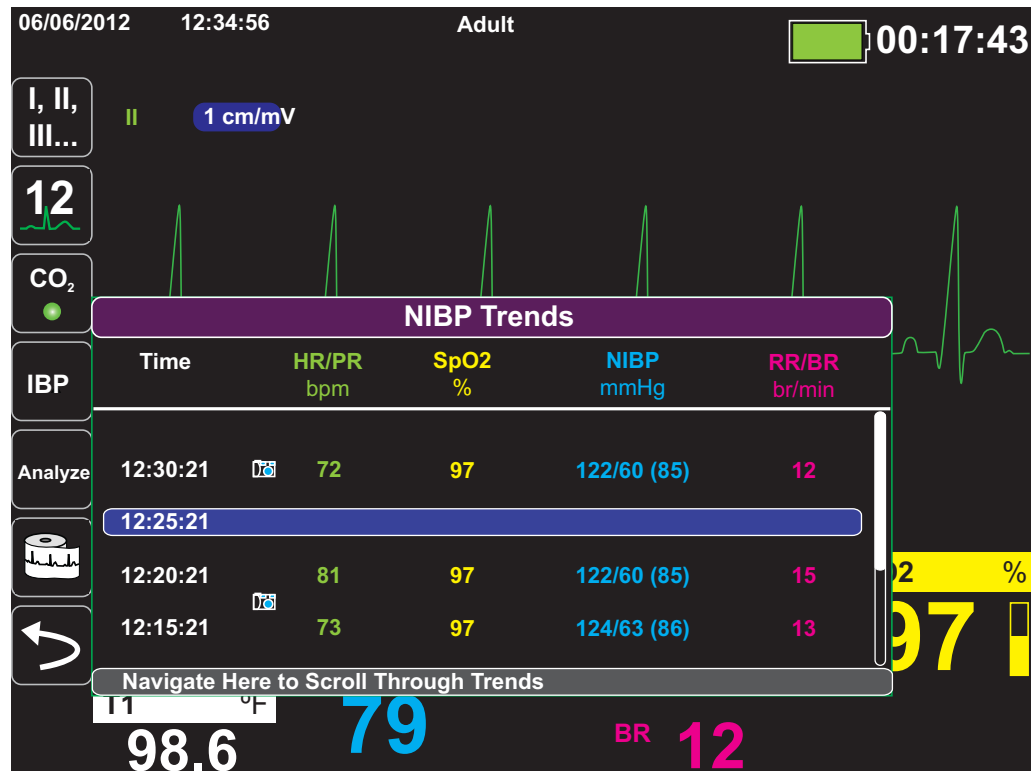 06/06/2012 12:34:56 Adult 00:17:43
I, II,
III...
II 1 cm/mV
12
CO2
NIBP Trends
Time HR/PR SpO2 NIBP RR/BR
bpm % mmHg br/min
IBP
Analyze
12:30:21 72 97 122/60 (85) 12
12:25:21
12:20:21 81 97 122/60 (85) 15
12:15:21 73 97 124/63 (86) 13
Navigate Here to Scroll Through Trends
O2 %
97
T1 ºF
98.6
79
BR 12